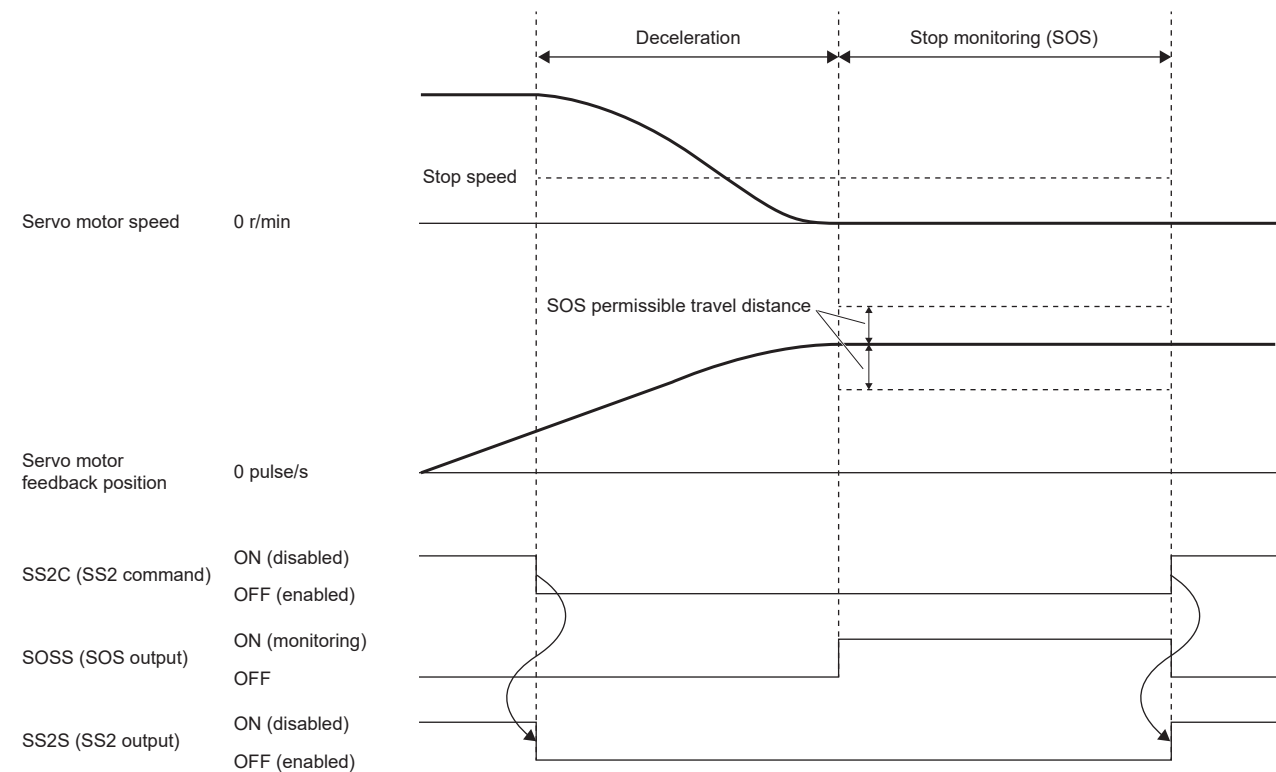 Deceleration
Stop monitoring (SOS)
Stop speed
Servo motor speed
0 r/min
SOS permissible travel distance
Servo motor
feedback position
0 pulse/s
SS2C (SS2 command)
ON (disabled)
OFF (enabled)
SOSS (SOS output)
ON (monitoring)
OFF
SS2S (SS2 output)
ON (disabled)
OFF (enabled)